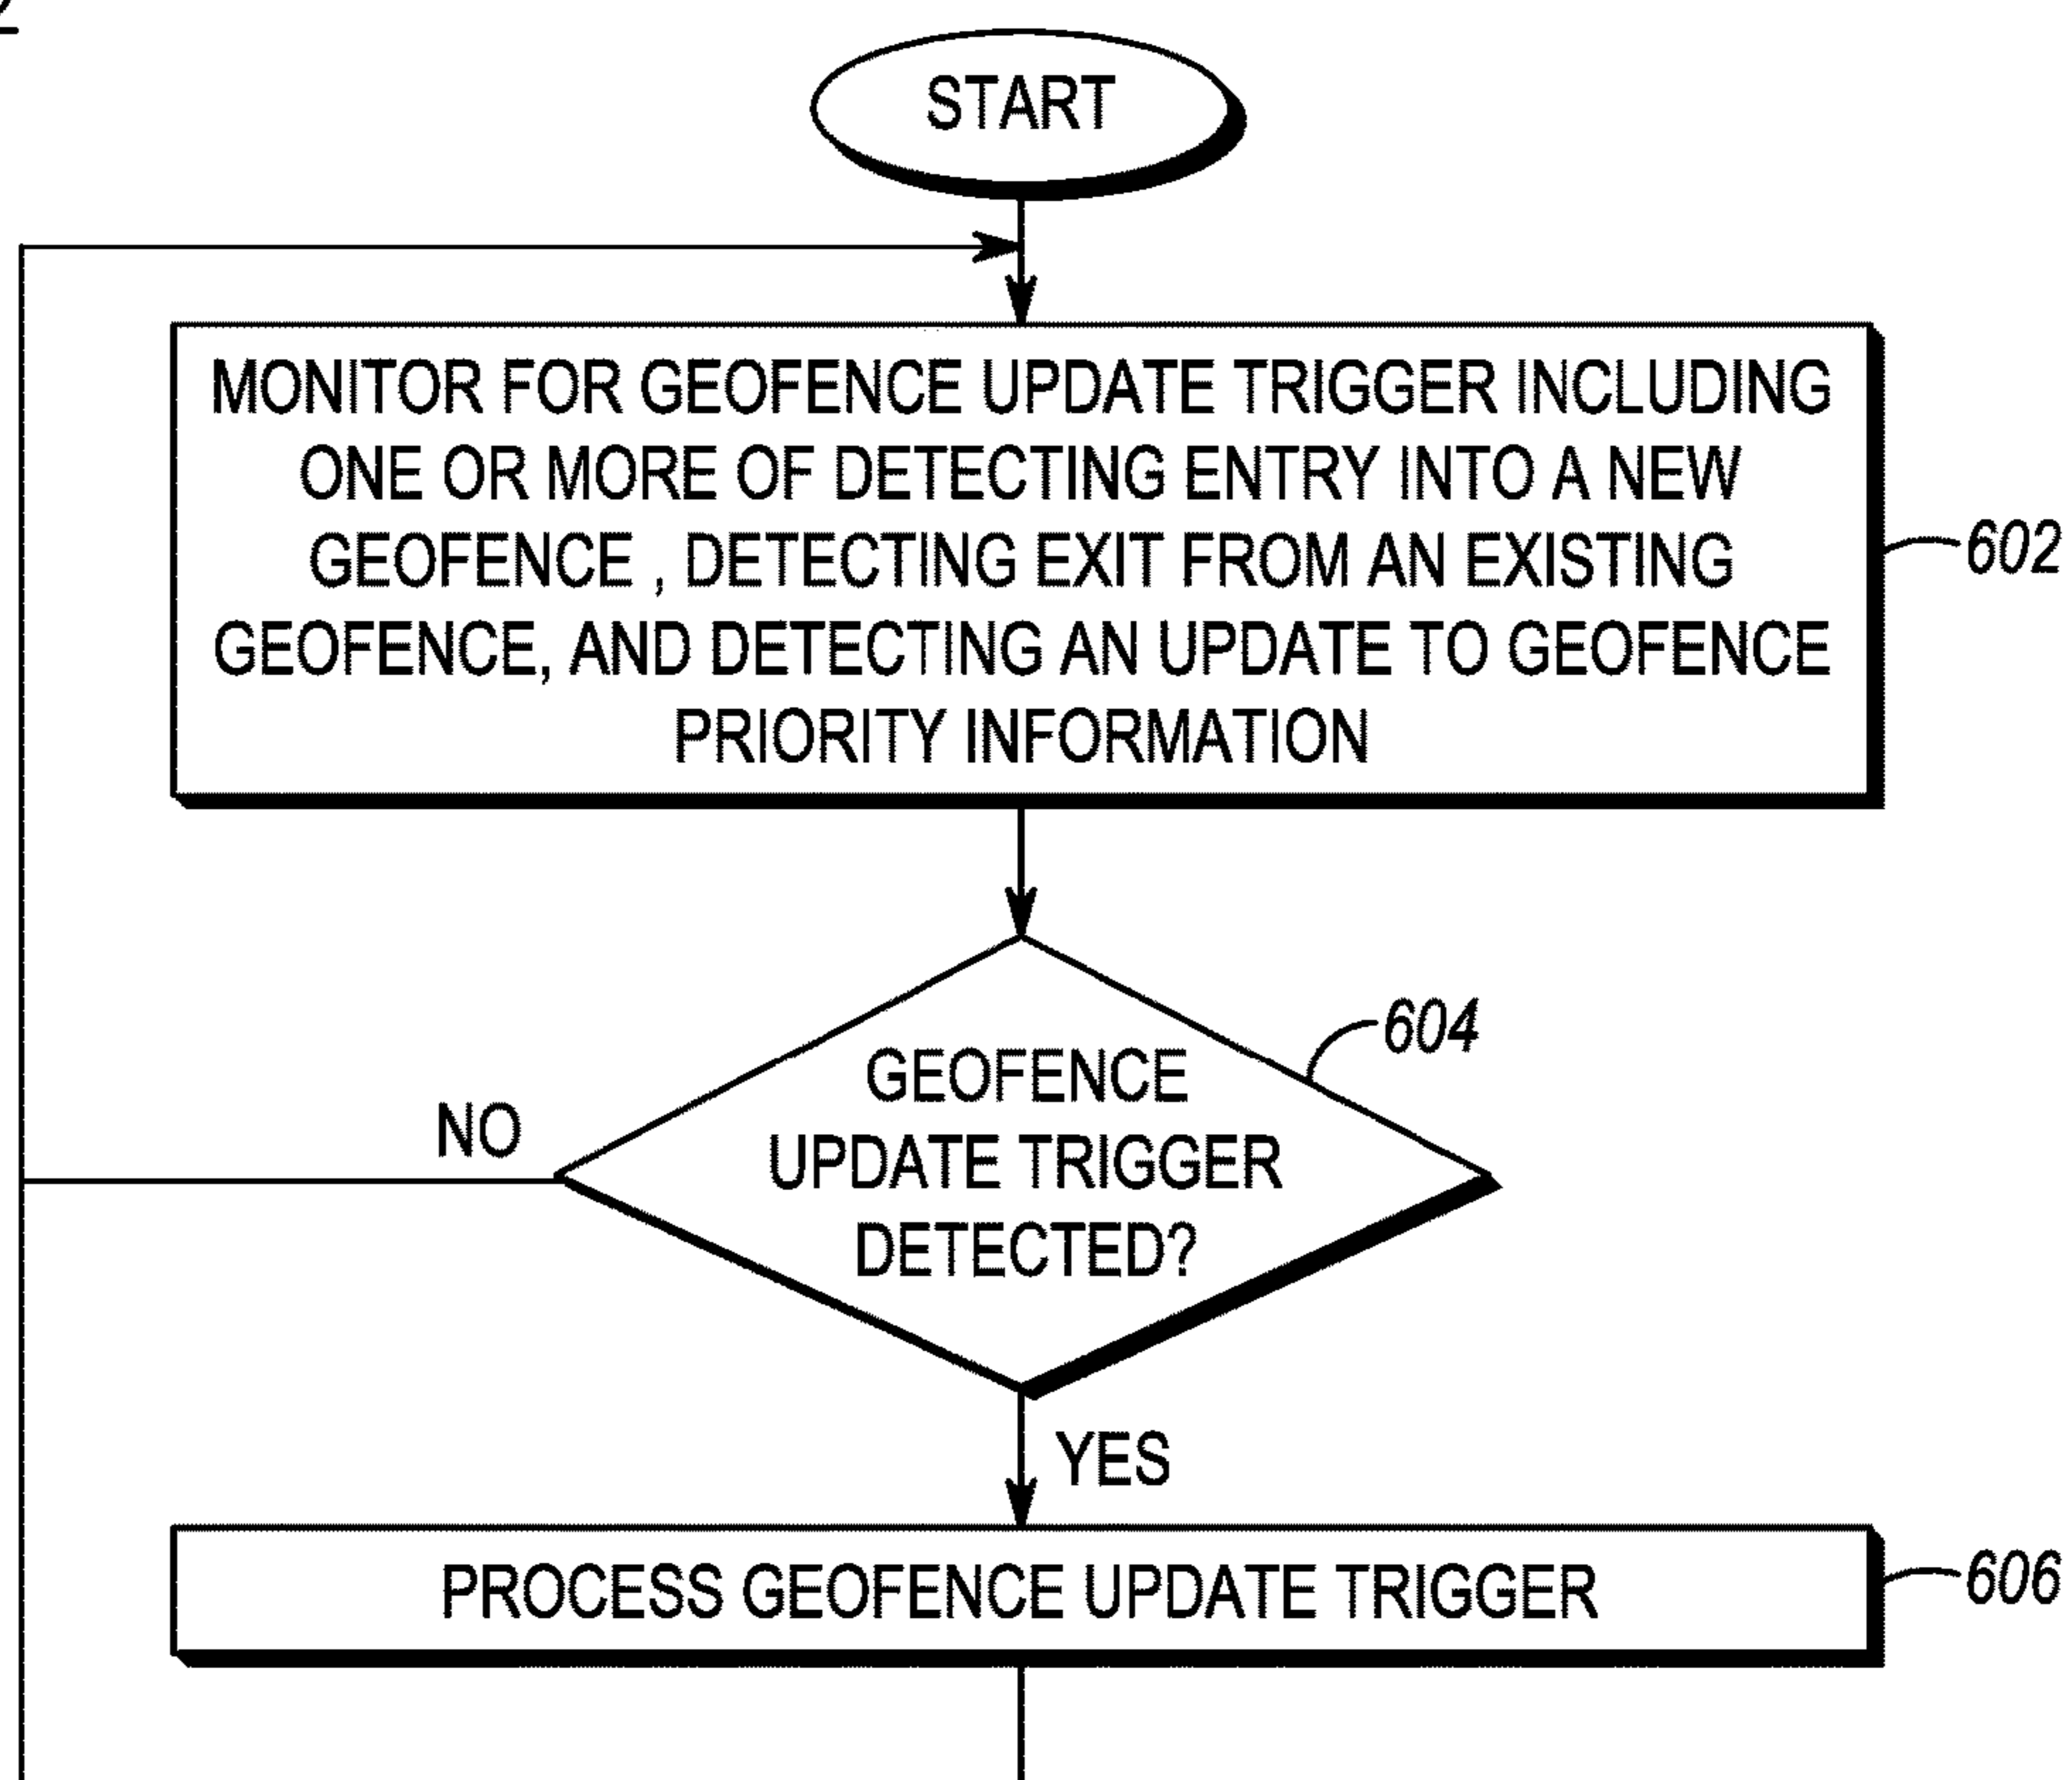 START
MONITOR FOR GEOFENCE UPDATE TRIGGER INCLUDING
ONE OR MORE OF DETECTING ENTRY INTO A NEW
GEOFENCE , DETECTING EXIT FROM AN EXISTING
GEOFENCE, AND DETECTING AN UPDATE TO GEOFENCE
PRIORITY INFORMATION
602
604
GEOFENCE
UPDATE TRIGGER
DETECTED?
NO
YES
PROCESS GEOFENCE UPDATE TRIGGER
606